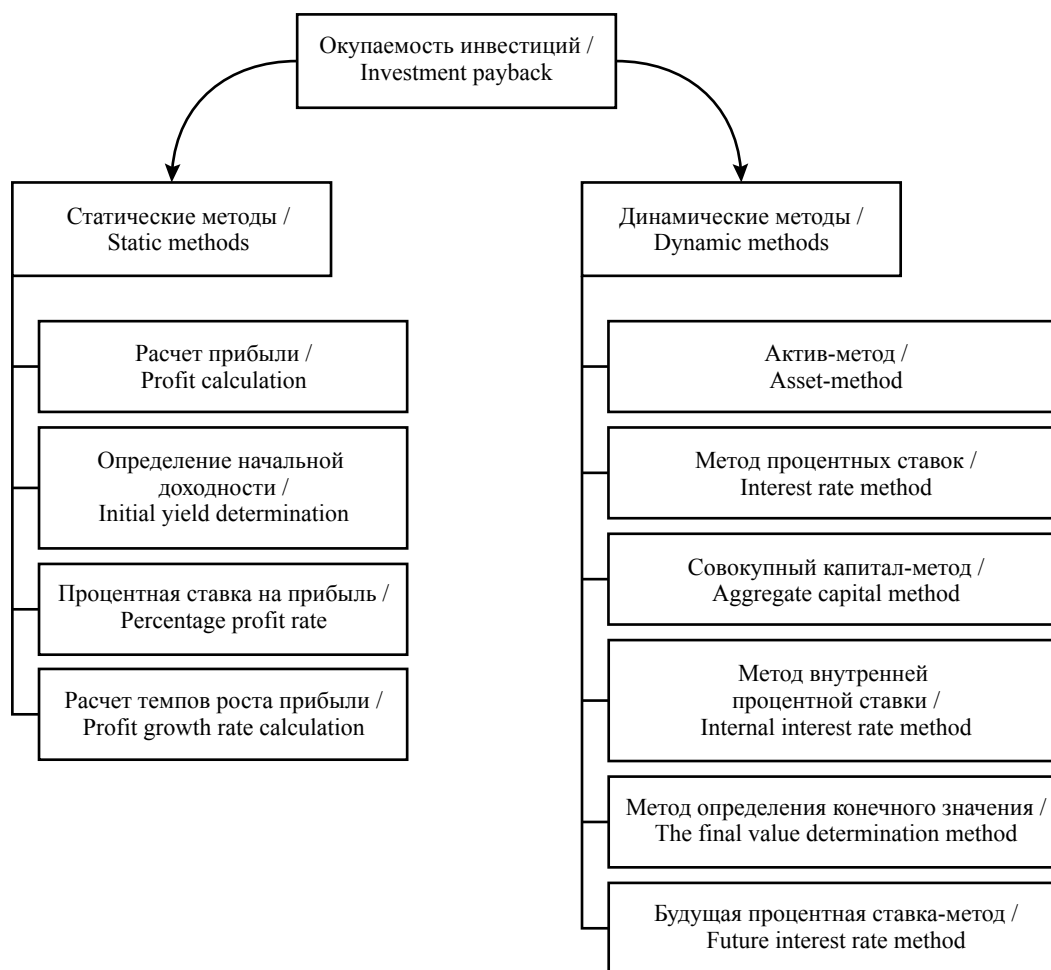 Окупаемость инвестиций /
Investment payback
Статические методы /
Static methods
Расчет прибыли /
Profit calculation
Определение начальной
доходности /
Initial yield determination
Процентная ставка на прибыль /
Percentage profit rate
Расчет темпов роста прибыли /
Profit growth rate calculation
Динамические методы /
Dynamic methods
Актив-метод /
Asset-method
Метод процентных ставок /
Interest rate method
Совокупный капитал-метод /
Aggregate capital method
Метод внутренней
процентной ставки /
Internal interest rate method
Метод определения конечного значения /
The final value determination method
Будущая процентная ставка-метод /
Future interest rate method